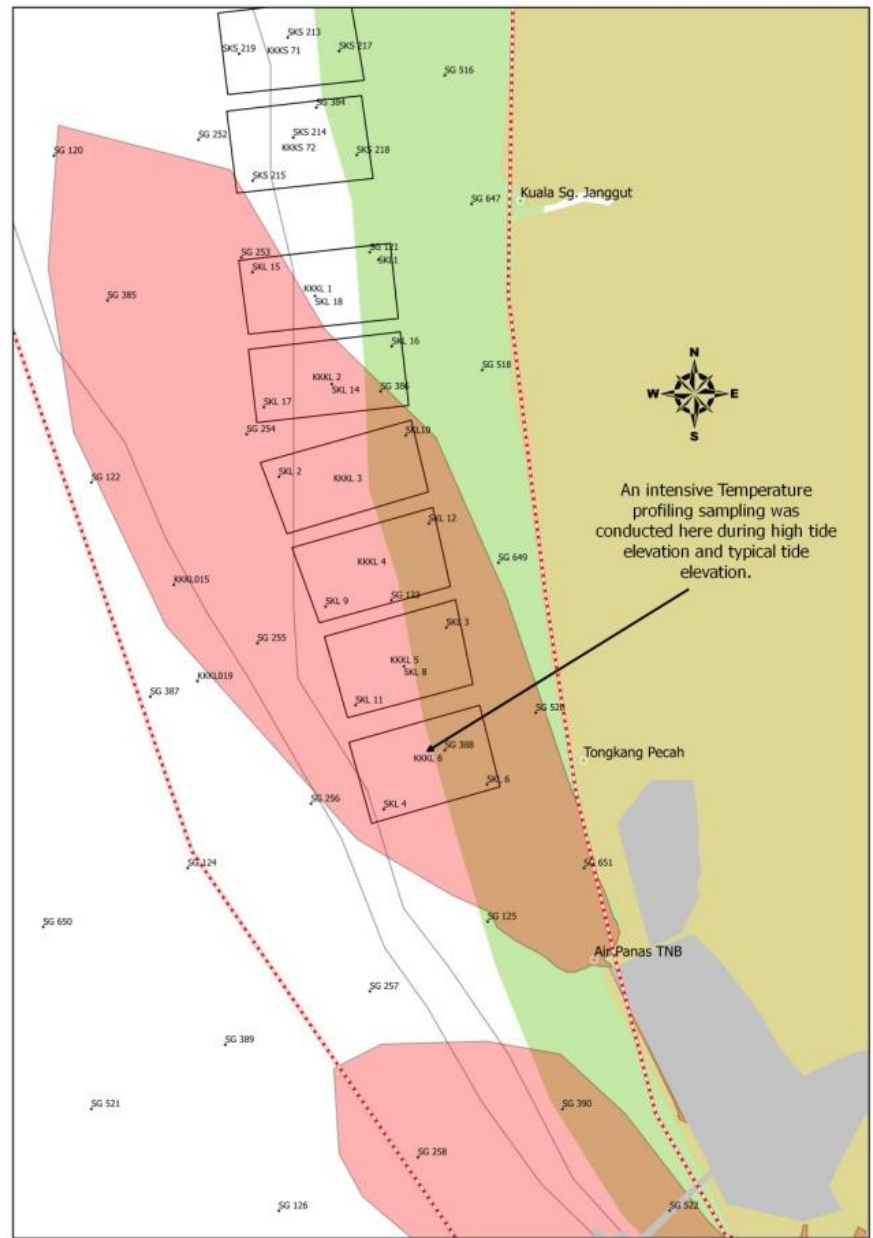 SKS 213
SKS 219
KKKS 71
SKS 217
SG 516
SG 384
SG 252
SKS 214
KKKS 72
SG 120
SKS 218
SKS 215
Kuala Sg. Janggut
SG 647
SG 121
SG 253
SKL1
SKL 15
KKKL 1
SG 385
SKL 18
N
W
E
S
SKL 16
SG 518
KKKL 2
SKL 14
SG 386
SKL 17
SG 254
SKL10
SKL 2
KKKL 3
SG 122
An intensive Temperature
profiling sampling was
conducted here during high tide
elevation and typical tide
elevation.
SKL 12
KKKL 4
SG 649
KKKL015
SG 123
SKL 9
SKL 3
SG 255
KKKL 5
SKL 8
KKKL019
SG 387
SKL 11
SG 520
SG 388
KKKL 6
Tongkang Pecah
SKL 6
SG 256
SKL 4
SG 124
SG 651
SG 125
SG 650
Air Panas TNB
SG 257
SG 389
SG 521
SG 390
SG 258
SG 126
SG 522